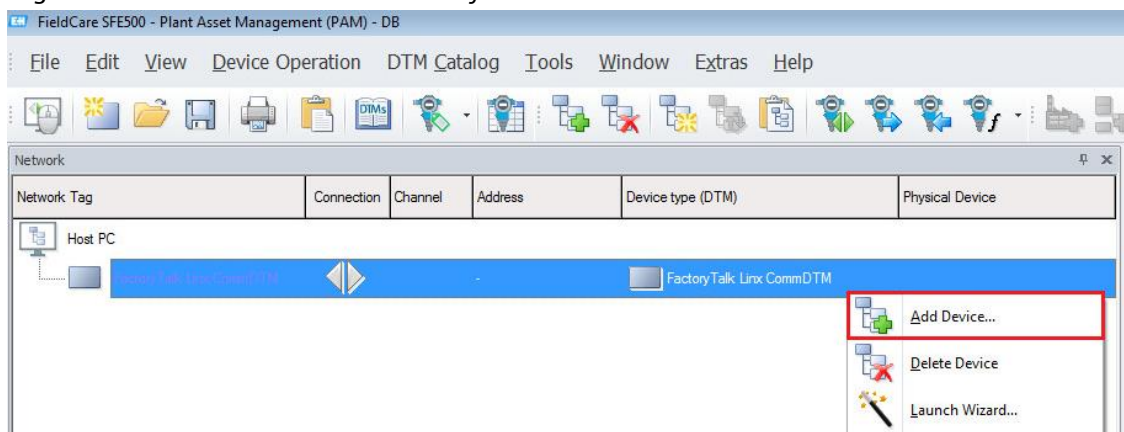 FieldCare SFE500 - Plant Asset Management (PAM) - DB
File Edit View Device Operation DTM Catalog Tools Window Extras Help
DTMs
Network
Network Tag Connection Channel Address Device type (DTM) Physical Device
Host PC
FactoryTalk Linx CommDTM - FactoryTalk Linx CommDTM
Add Device...
Delete Device
Launch Wizard...